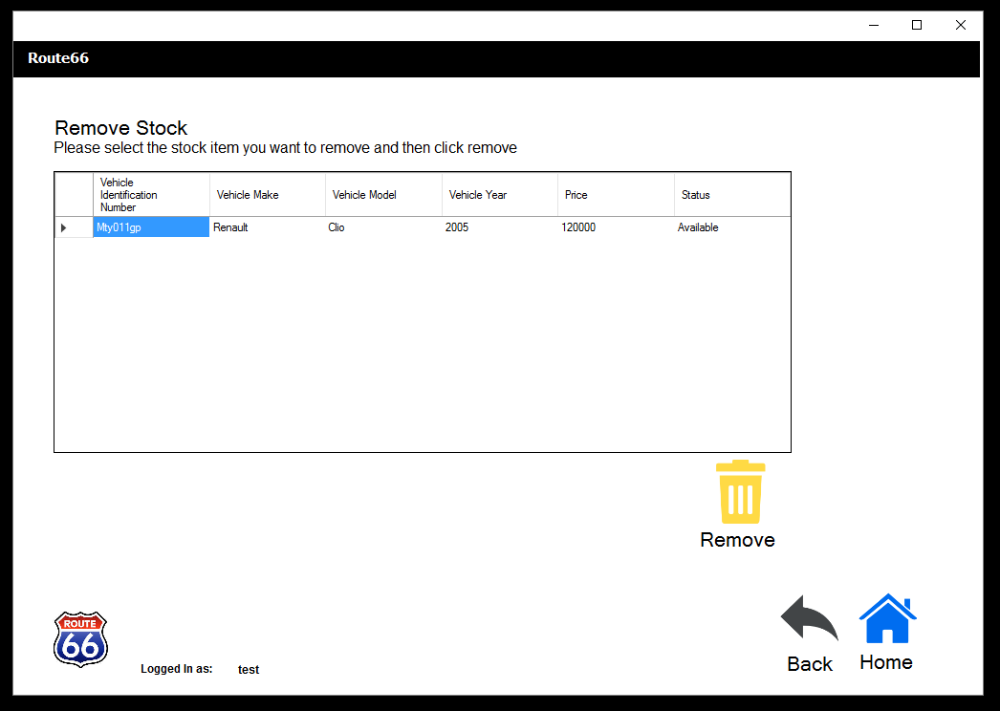 Route66
Remove Stock
Please select the stock item you want to remove and then click remove
Vehicle
Identification
Number
Vehicle Make
Vehicle Model
Vehicle Year
Price
Status
Mty011gp
Renault
Clio
2005
120000
Available
Remove
ROUTE
66
Logged In as:
test
Back
Home